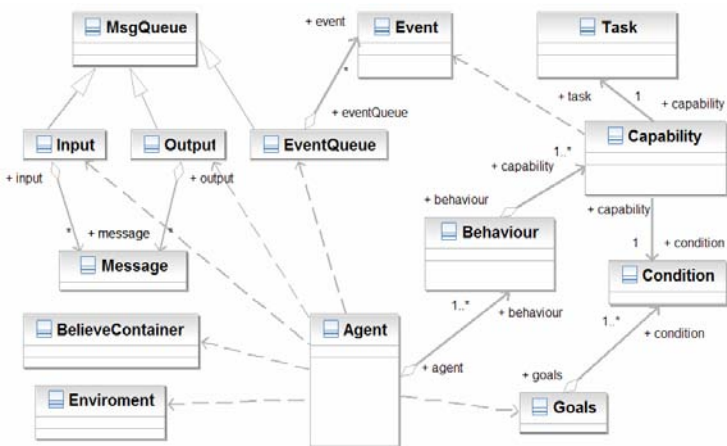 MsgQueue
+ event
Event
Task
*
+ task
1
+ capability
+ eventQueue
Input
Output
EventQueue
1..*
Capability
+ capability
+ input
+ output
+ behaviour
+ capability
Behaviour
*
+ message
*
1
+ condition
Message
Condition
1..*
+ behaviour
1..*
+ condition
BelieveContainer
Agent
+ agent
+ goals
Enviroment
Goals